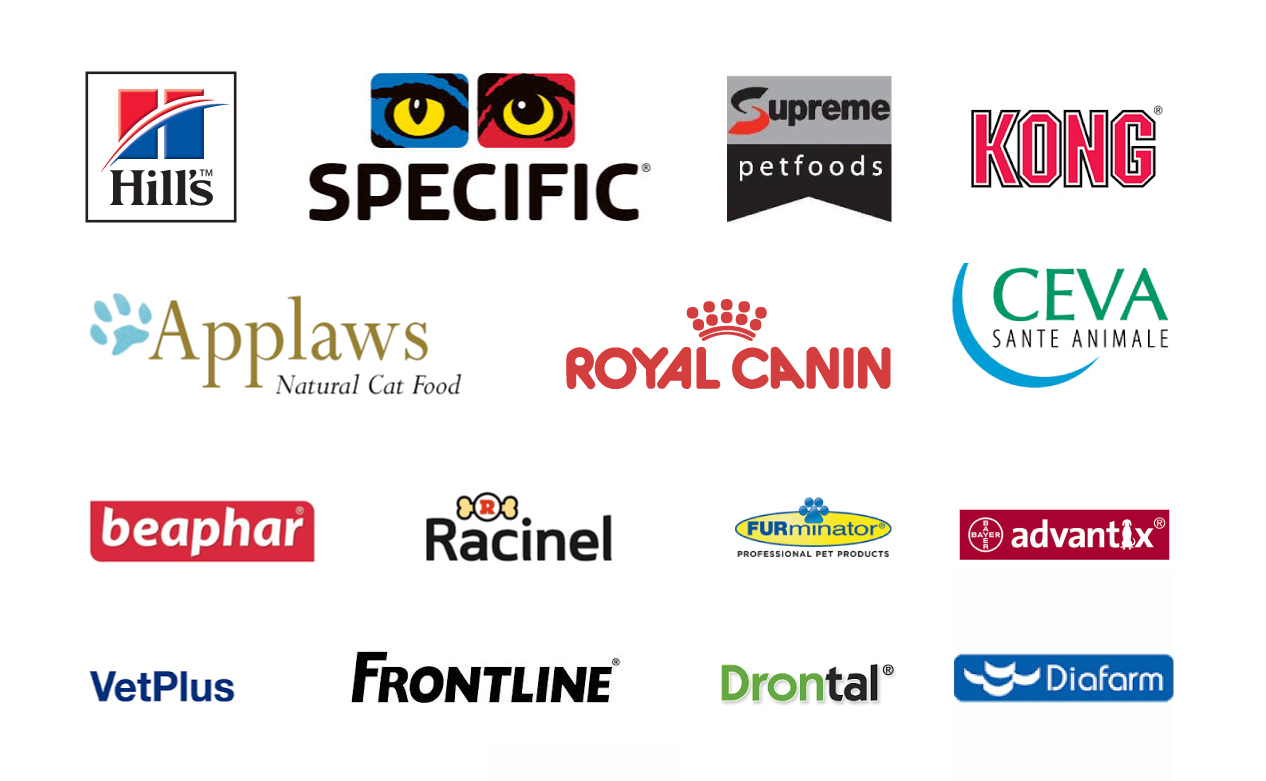 Hill's™
SPECIFIC®
Supreme
petfoods
KONG®
Applaws
Natural Cat Food
ROYAL CANIN
CEVA
SANTE ANIMALE
beaphar®
R
Racinel
FURminator®
PROFESSIONAL PET PRODUCTS
BAYER
BAYER
advantix®
VetPlus
FRONTLINE®
Drontal®
Diafarm